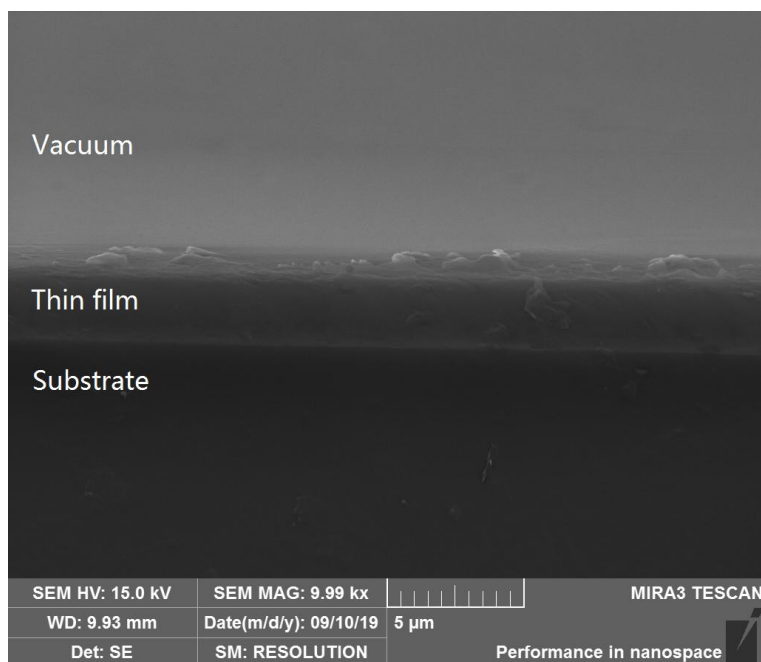 Vacuum
Thin film
Substrate
SEM HV: 15.0 kV
SEM MAG: 9.99 kx
MIRA3 TESCAN
WD: 9.93 mm
Date(m/d/y): 09/10/19
5 µm
Det: SE
SM: RESOLUTION
Performance in nanospace